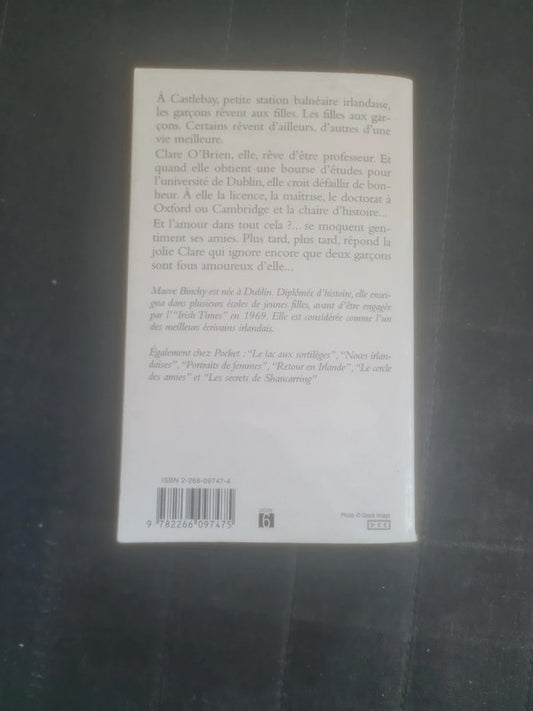 À Castlebay, petite station balnéaire irlandaise,
les garçons rêvent aux filles. Les filles aux gar-
çons. Certains rêvent d'ailleurs, d'autres d'une
vie meilleure.
Clare O'Brien, elle, rêve d'être professeur. Et
quand elle obtient une bourse d'études pour
l'université de Dublin, elle croit défaillir de bon-
heur. À elle la licence, la maîtrise, le doctorat à
Oxford ou Cambridge et la chaire d'histoire...
Et l'amour dans tout cela ?... se moquent gen-
timent ses amies. Plus tard, plus tard, répond la
jolie Clare qui ignore encore que deux garçons
sont fous amoureux d'elle...
Maeve Binchy est née à Dublin. Diplômée d'histoire, elle ensei-
gna dans plusieurs écoles de jeunes filles, avant d'être engagée
par l'"Irish Times" en 1969. Elle est considérée comme l'un
des meilleurs écrivains irlandais.
Également chez Pocket : "Le lac aux sortilèges", "Noces irlan-
daises", "Portraits de femmes", "Retour en Irlande", "Le cercle
des amies" et "Les secrets de Shancarrig"
ISBN 2-266-09747-4
9 782266 097475
6
Photo © Stock Image